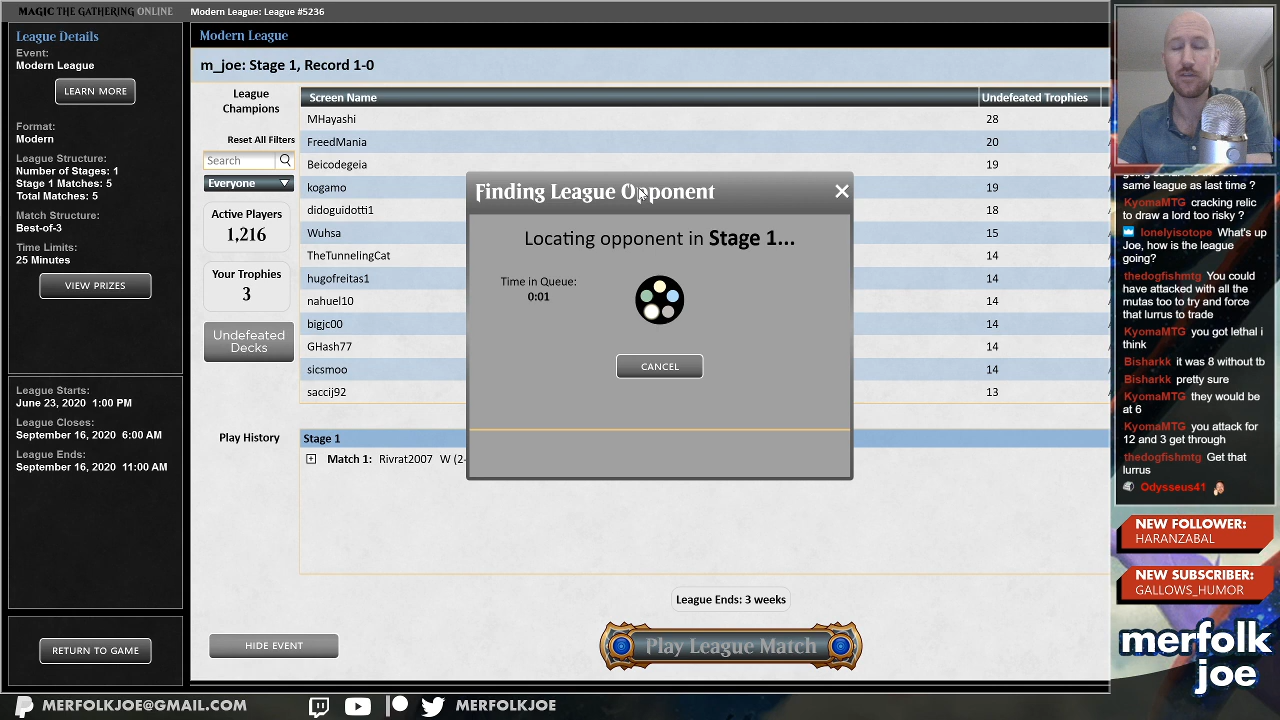 MAGIC THE GATHERING ONLINE
Modern League: League #5236
League Details
Event:
Modern League
LEARN MORE
Format:
Modern
League Structure:
Number of Stages: 1
Stage 1 Matches: 5
Total Matches: 5
Match Structure:
Best-of-3
Time Limits:
25 Minutes
VIEW PRIZES
League Starts:
June 23, 2020 1:00 PM
League Closes:
September 16, 2020 6:00 AM
League Ends:
September 16, 2020 11:00 AM
RETURN TO GAME
Modern League
m_joe: Stage 1, Record 1-0
League
Champions
Reset All Filters
Search
Everyone
Active Players
1,216
Your Trophies
3
Undefeated
Decks
Screen Name
Undefeated Trophies
MHayashi 28
FreedMania 20
Beicodegeia 19
kogamo 19
didoguidotti1 18
Wuhsa 15
TheTunnelingCat 14
hugofreitas1 14
nahuel10 14
bigjc00 14
GHash77 14
sicsmoo 14
saccij92 13
Finding League Opponent
Locating opponent in Stage 1...
Time in Queue:
0:01
CANCEL
Play History
Stage 1
Match 1: Rivrat2007 W (2-
League Ends: 3 weeks
HIDE EVENT
Play League Match
same league as last time ?
KyomaMTG cracking relic
to draw a lord too risky ?
lonelyisotope What's up
Joe, how is the league
going?
thedogfishmtg You could
have attacked with all the
mutas too to try and force
that lurrus to trade
KyomaMTG you got lethal i
think
Bisharkk it was 8 without tb
Bisharkk pretty sure
KyomaMTG they would be
at 6
KyomaMTG you attack for
12 and 3 get through
thedogfishmtg Get that
lurrus
Odysseus41
NEW FOLLOWER:
HARANZABAL
NEW SUBSCRIBER:
GALLOWS_HUMOR
merfolk
joe
MERFOLKJOE@GMAIL.COM
MERFOLKJOE